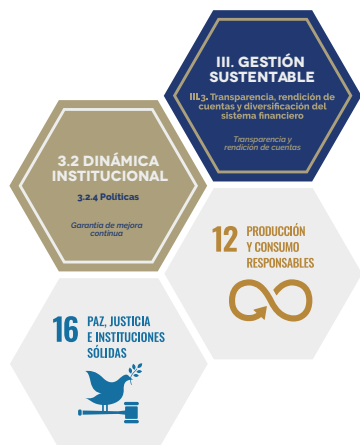 III. GESTIÓN
SUSTENTABLE
III.3. Transparencia, rendición de
cuentas y diversificación del
sistema financiero
Transparencia y
rendición de cuentas
3.2 DINÁMICA
INSTITUCIONAL
3.2.4 Políticas
Garantía de mejora
continua
12 PRODUCCIÓN
Y CONSUMO
RESPONSABLES
16 PAZ, JUSTICIA
E INSTITUCIONES
SÓLIDAS